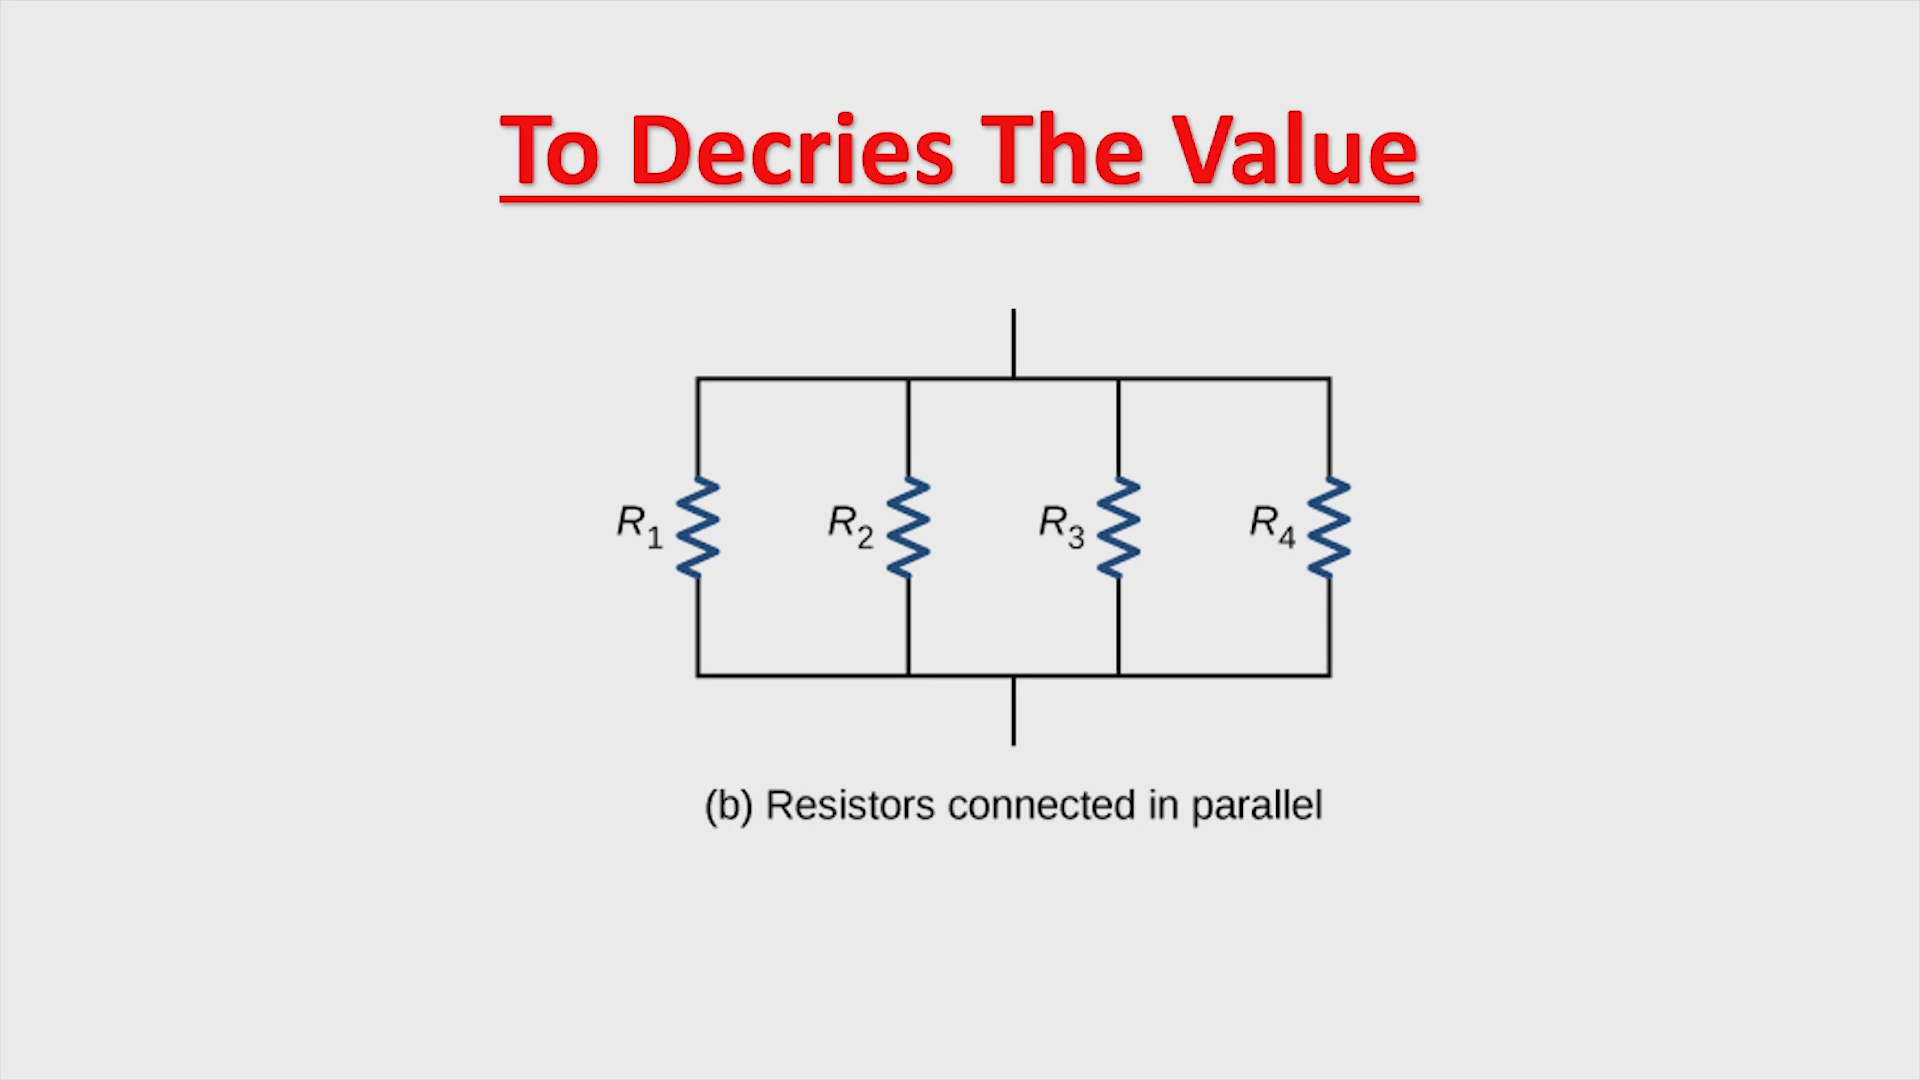 To Decries The Value
R1 R2 R3 R4
(b) Resistors connected in parallel